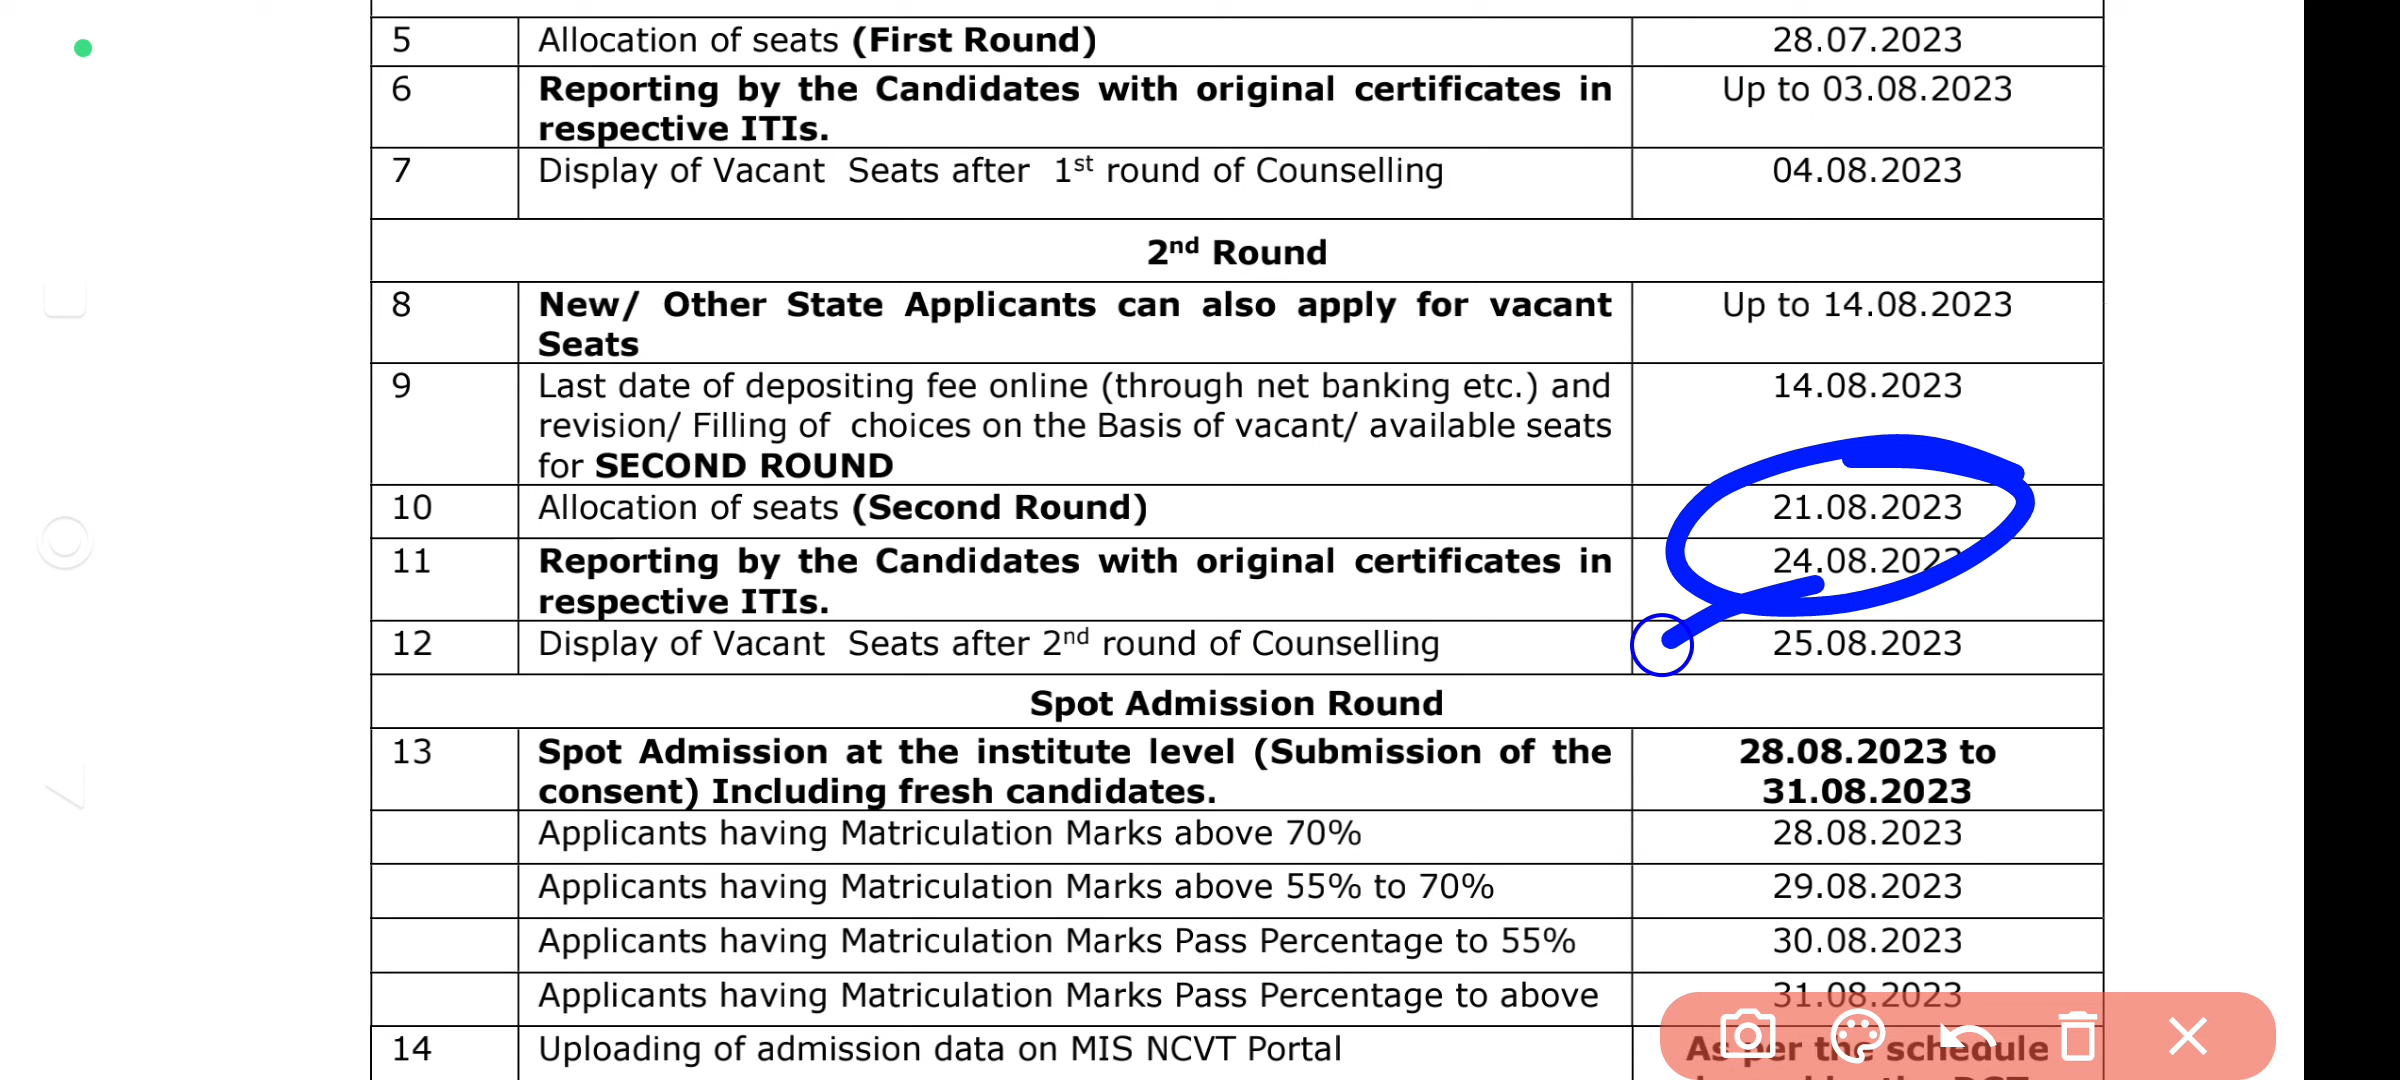 5 Allocation of seats (First Round) 28.07.2023
6 Reporting by the Candidates with original certificates in Up to 03.08.2023
respective ITIs.
7 Display of Vacant Seats after 1st round of Counselling 04.08.2023
2nd Round
8 New/ Other State Applicants can also apply for vacant Up to 14.08.2023
Seats
9 Last date of depositing fee online (through net banking etc.) and 14.08.2023
revision/ Filling of choices on the Basis of vacant/ available seats
for SECOND ROUND
10 Allocation of seats (Second Round) 21.08.2023
11 Reporting by the Candidates with original certificates in 24.08.2023
respective ITIs.
12 Display of Vacant Seats after 2nd round of Counselling 25.08.2023
Spot Admission Round
13 Spot Admission at the institute level (Submission of the 28.08.2023 to
consent) Including fresh candidates. 31.08.2023
Applicants having Matriculation Marks above 70% 28.08.2023
Applicants having Matriculation Marks above 55% to 70% 29.08.2023
Applicants having Matriculation Marks Pass Percentage to 55% 30.08.2023
Applicants having Matriculation Marks Pass Percentage to above 31.08.2023
14 Uploading of admission data on MIS NCVT Portal As per the schedule